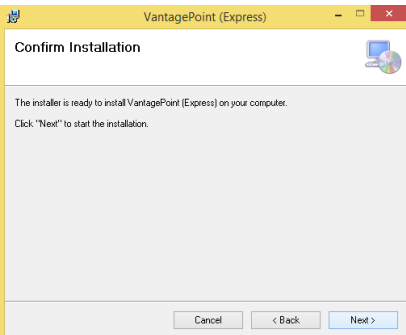 VantagePoint (Express)
Confirm Installation
The installer is ready to install VantagePoint (Express) on your computer.
Click "Next" to start the installation.
Cancel
< Back
Next >